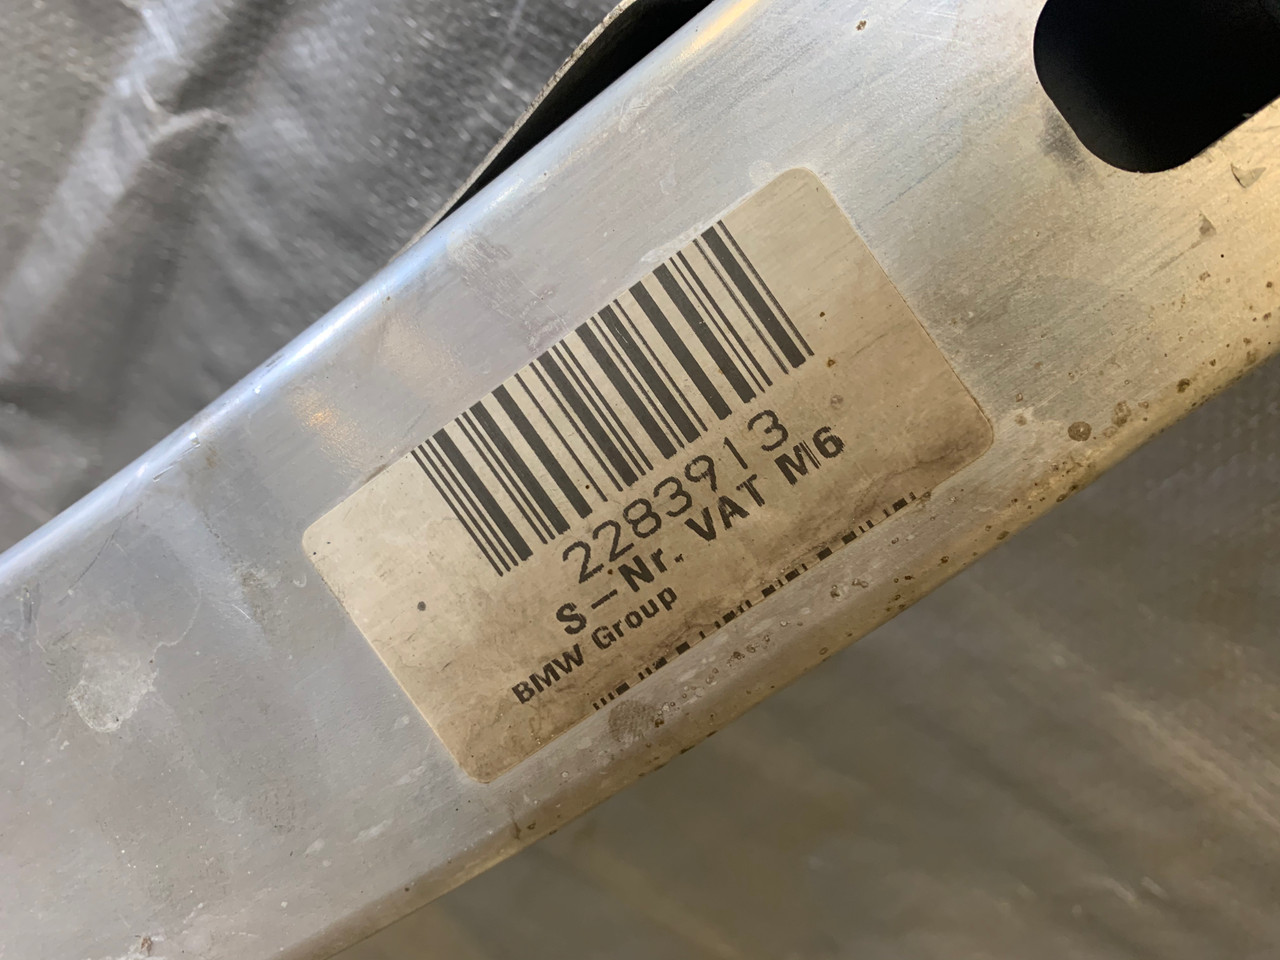 2283913
S-Nr. VAT M6
BMW Group